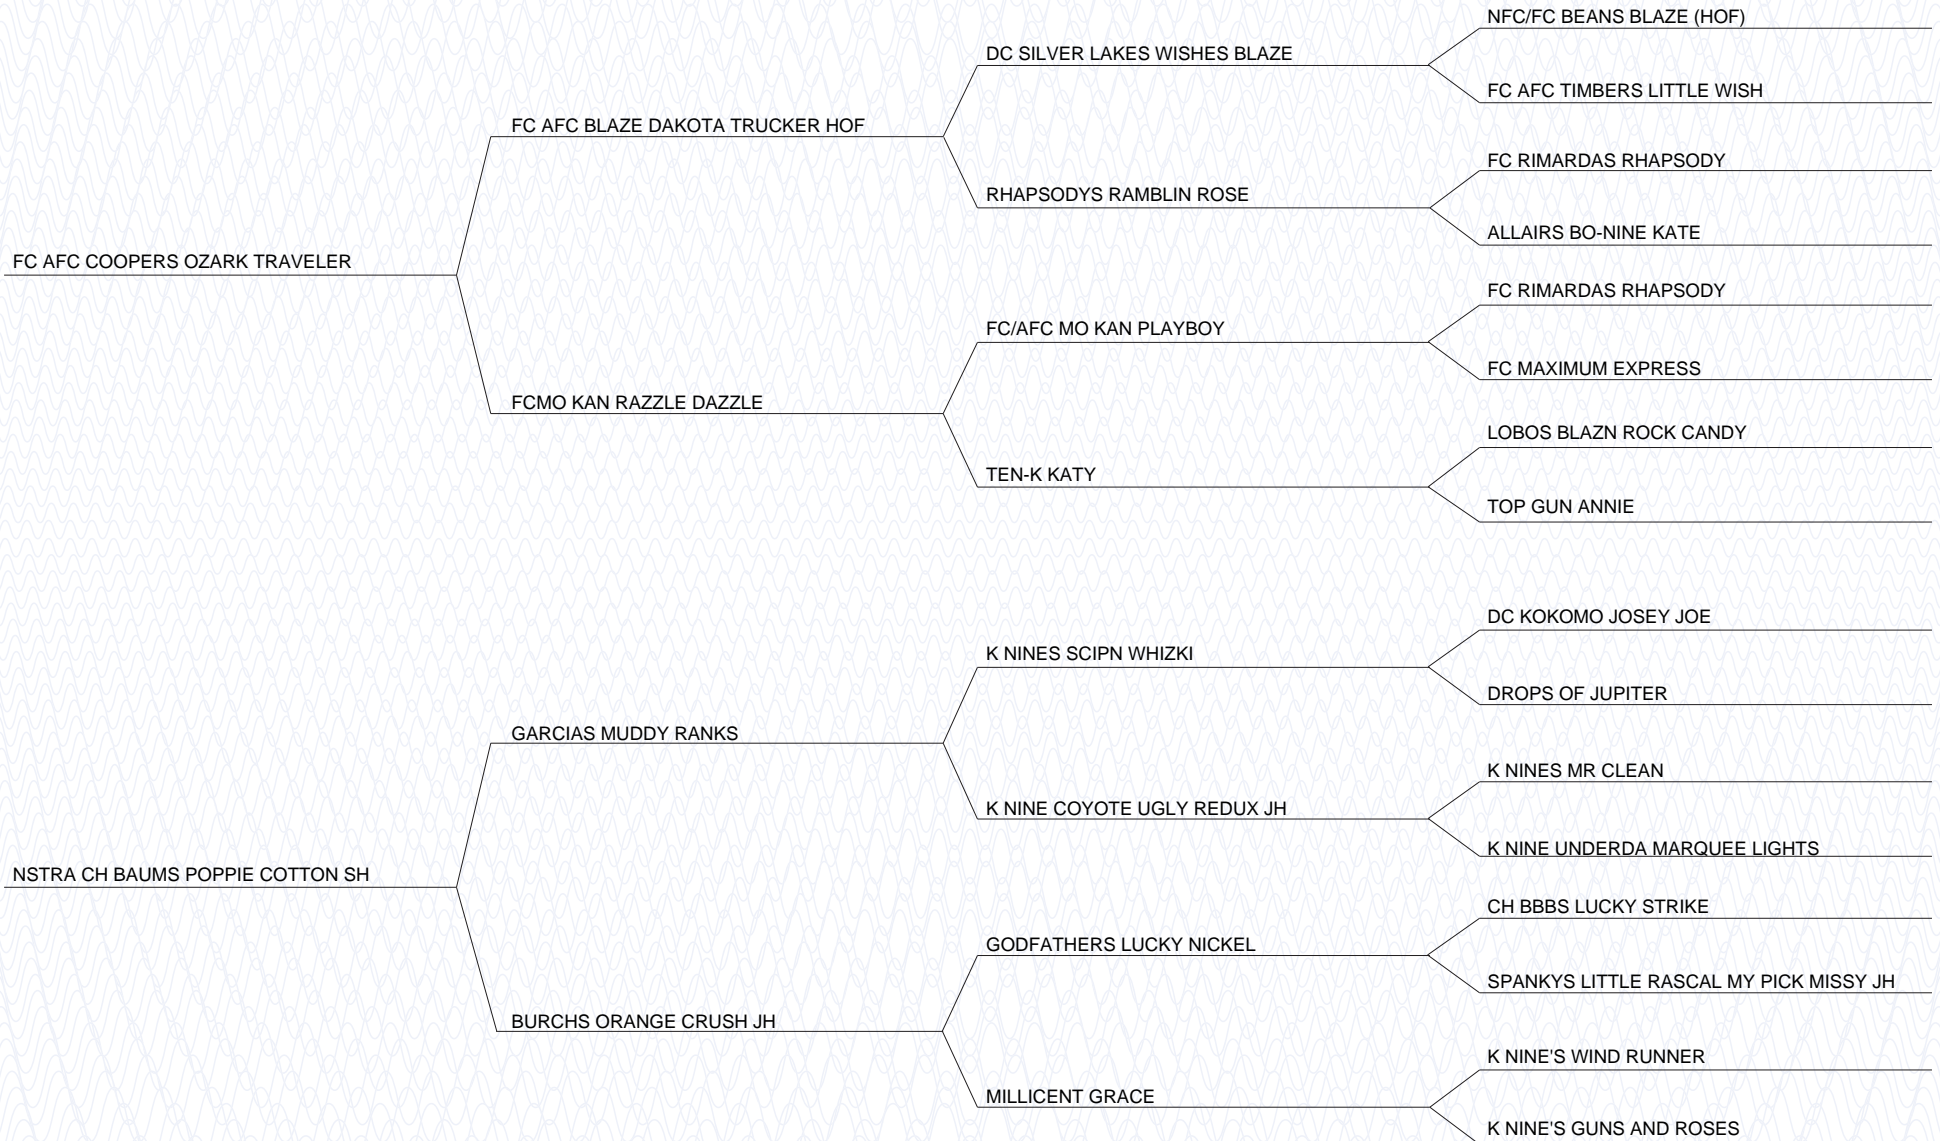 NFC/FC BEANS BLAZE (HOF)
DC SILVER LAKES WISHES BLAZE
FC AFC TIMBERS LITTLE WISH
FC AFC BLAZE DAKOTA TRUCKER HOF
FC RIMARDAS RHAPSODY
RHAPSODYS RAMBLIN ROSE
ALLAIRS BO-NINE KATE
FC AFC COOPERS OZARK TRAVELER
FC RIMARDAS RHAPSODY
FC/AFC MO KAN PLAYBOY
FC MAXIMUM EXPRESS
FCMO KAN RAZZLE DAZZLE
LOBOS BLAZN ROCK CANDY
TEN-K KATY
TOP GUN ANNIE
DC KOKOMO JOSEY JOE
K NINES SCIPN WHIZKI
DROPS OF JUPITER
GARCIAS MUDDY RANKS
K NINES MR CLEAN
K NINE COYOTE UGLY REDUX JH
K NINE UNDERDA MARQUEE LIGHTS
NSTRA CH BAUMS POPPIE COTTON SH
CH BBBS LUCKY STRIKE
GODFATHERS LUCKY NICKEL
SPANKYS LITTLE RASCAL MY PICK MISSY JH
BURCHS ORANGE CRUSH JH
K NINE'S WIND RUNNER
MILLICENT GRACE
K NINE'S GUNS AND ROSES